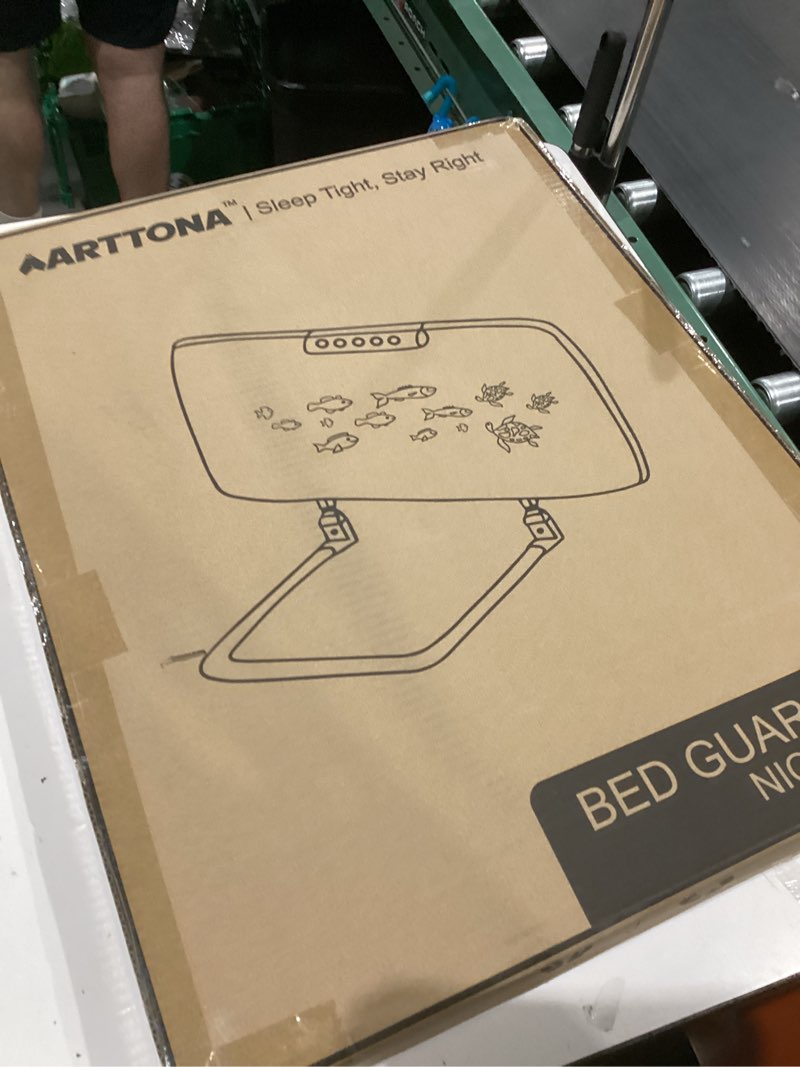 ARTTONA™ | Sleep Tight, Stay Right
BED GUAR
NIG